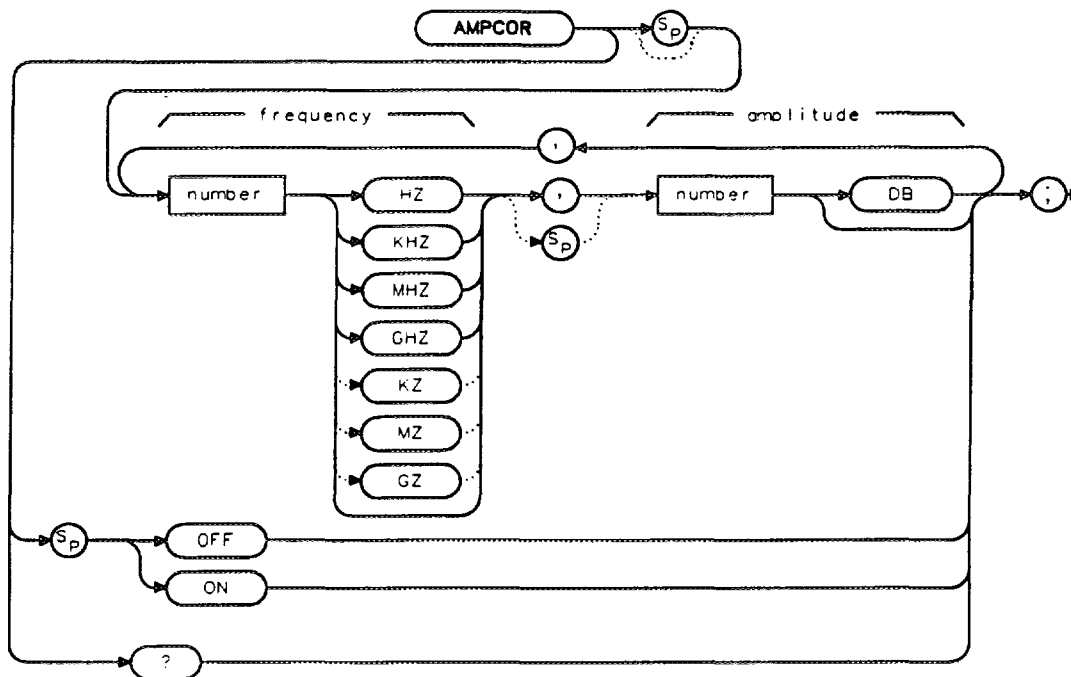 AMPCOR SP
frequency amplitude
,
number HZ , number DB ;
KHZ SP
MHZ
GHZ
KZ
MZ
GZ
SP OFF
ON
?